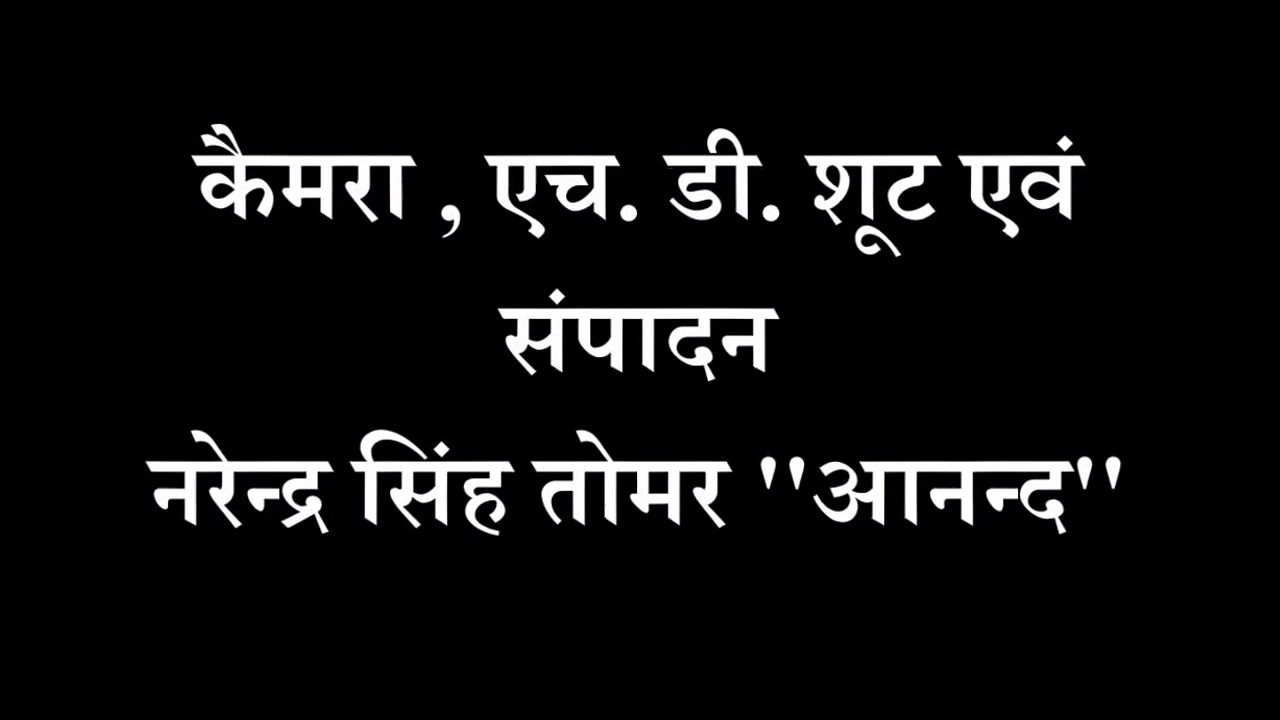 कैमरा , एच. डी. शूट एवं
संपादन
नरेन्द्र सिंह तोमर "आनन्द"